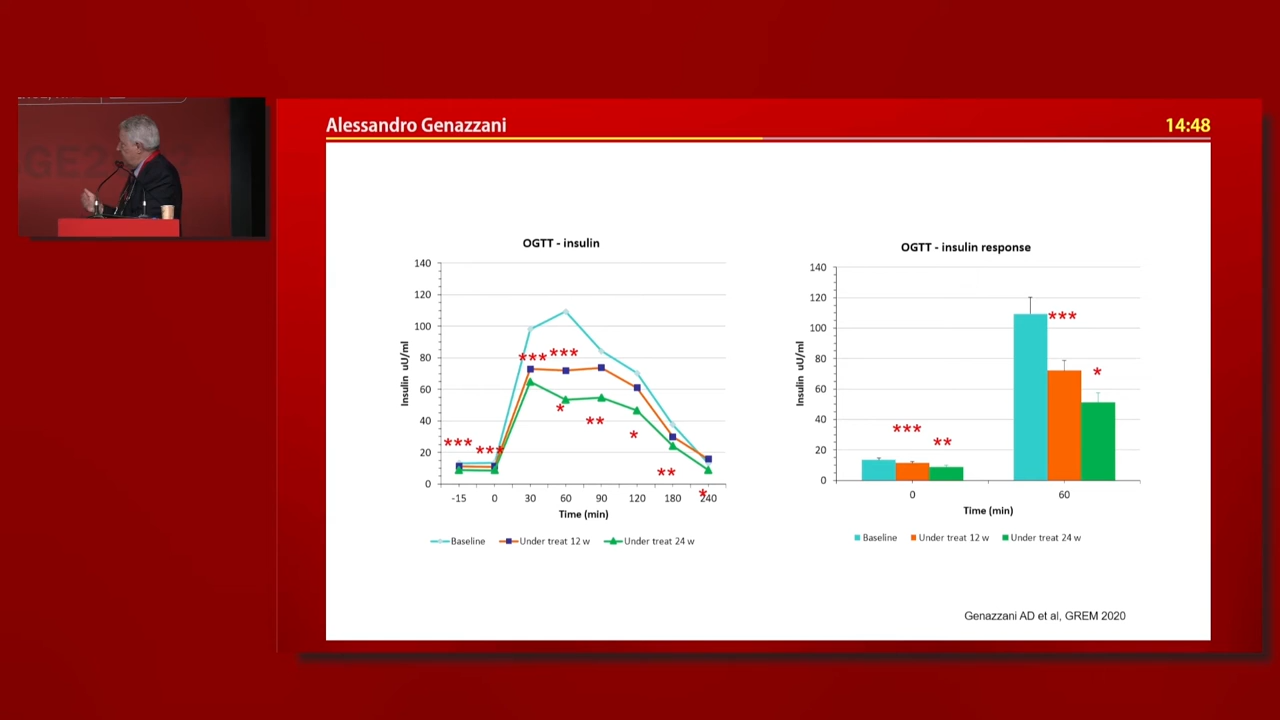 Alessandro Genazzani
14:48
OGTT - insulin
140
120
100
80
60
40
20
0
Insulin uU/ml
*** *** *** *** * ** * ** *
-15 0 30 60 90 120 180 240
Time (min)
Baseline Under treat 12 w Under treat 24 w
OGTT - insulin response
140
120
100
80
60
40
20
0
Insulin uU/ml
*** ** *** *
0 60
Time (min)
Baseline Under treat 12 w Under treat 24 w
Genazzani AD et al, GREM 2020